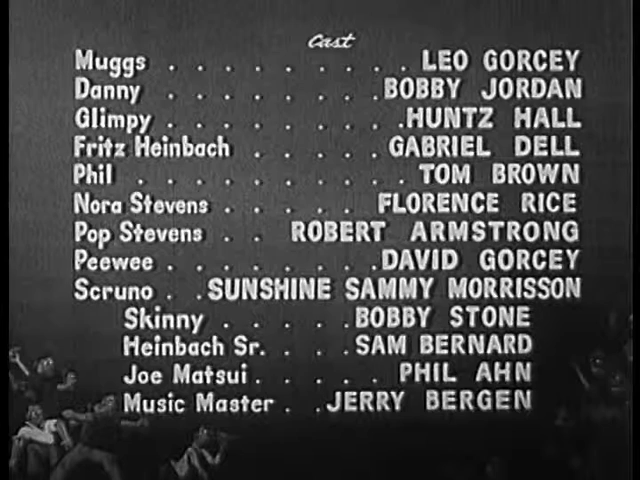 Cast
Muggs . . . . . . . . . LEO GORCEY
Danny . . . . . . . . BOBBY JORDAN
Glimpy . . . . . . . . .HUNTZ HALL
Fritz Heinbach . . . . . GABRIEL DELL
Phil . . . . . . . . . . TOM BROWN
Nora Stevens . . . . . FLORENCE RICE
Pop Stevens . . ROBERT ARMSTRONG
Peewee . . . . . . . .DAVID GORCEY
Scruno . .SUNSHINE SAMMY MORRISSON
Skinny . . . . .BOBBY STONE
Heinbach Sr. . . . .SAM BERNARD
Joe Matsui . . . . . PHIL AHN
Music Master . .JERRY BERGEN